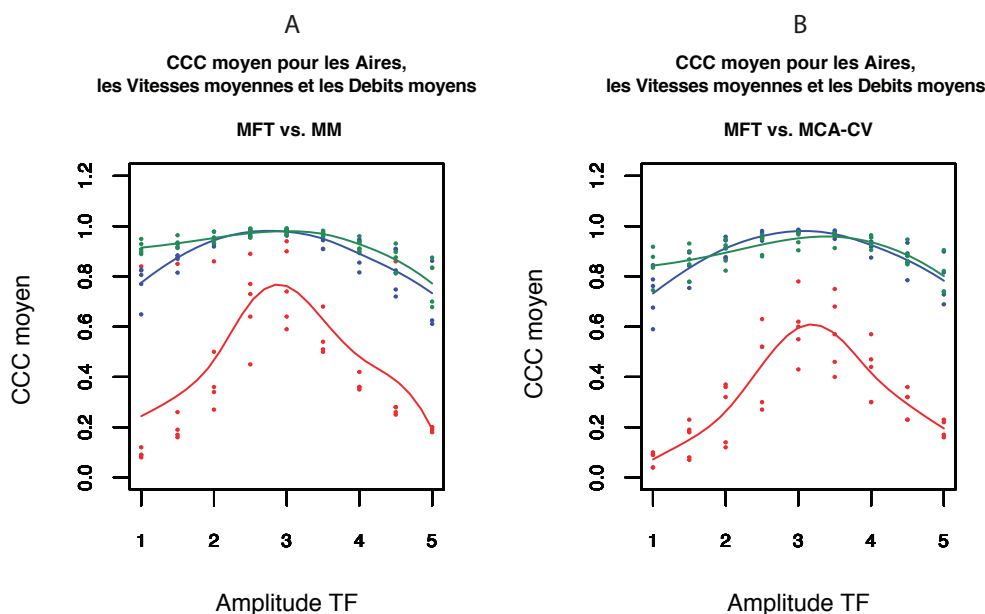 A
CCC moyen pour les Aires,
les Vitesses moyennes et les Debits moyens
MFT vs. MM
CCC moyen
0.0 0.2 0.4 0.6 0.8 1.0 1.2
1 2 3 4 5
Amplitude TF
B
CCC moyen pour les Aires,
les Vitesses moyennes et les Debits moyens
MFT vs. MCA-CV
CCC moyen
0.0 0.2 0.4 0.6 0.8 1.0 1.2
1 2 3 4 5
Amplitude TF